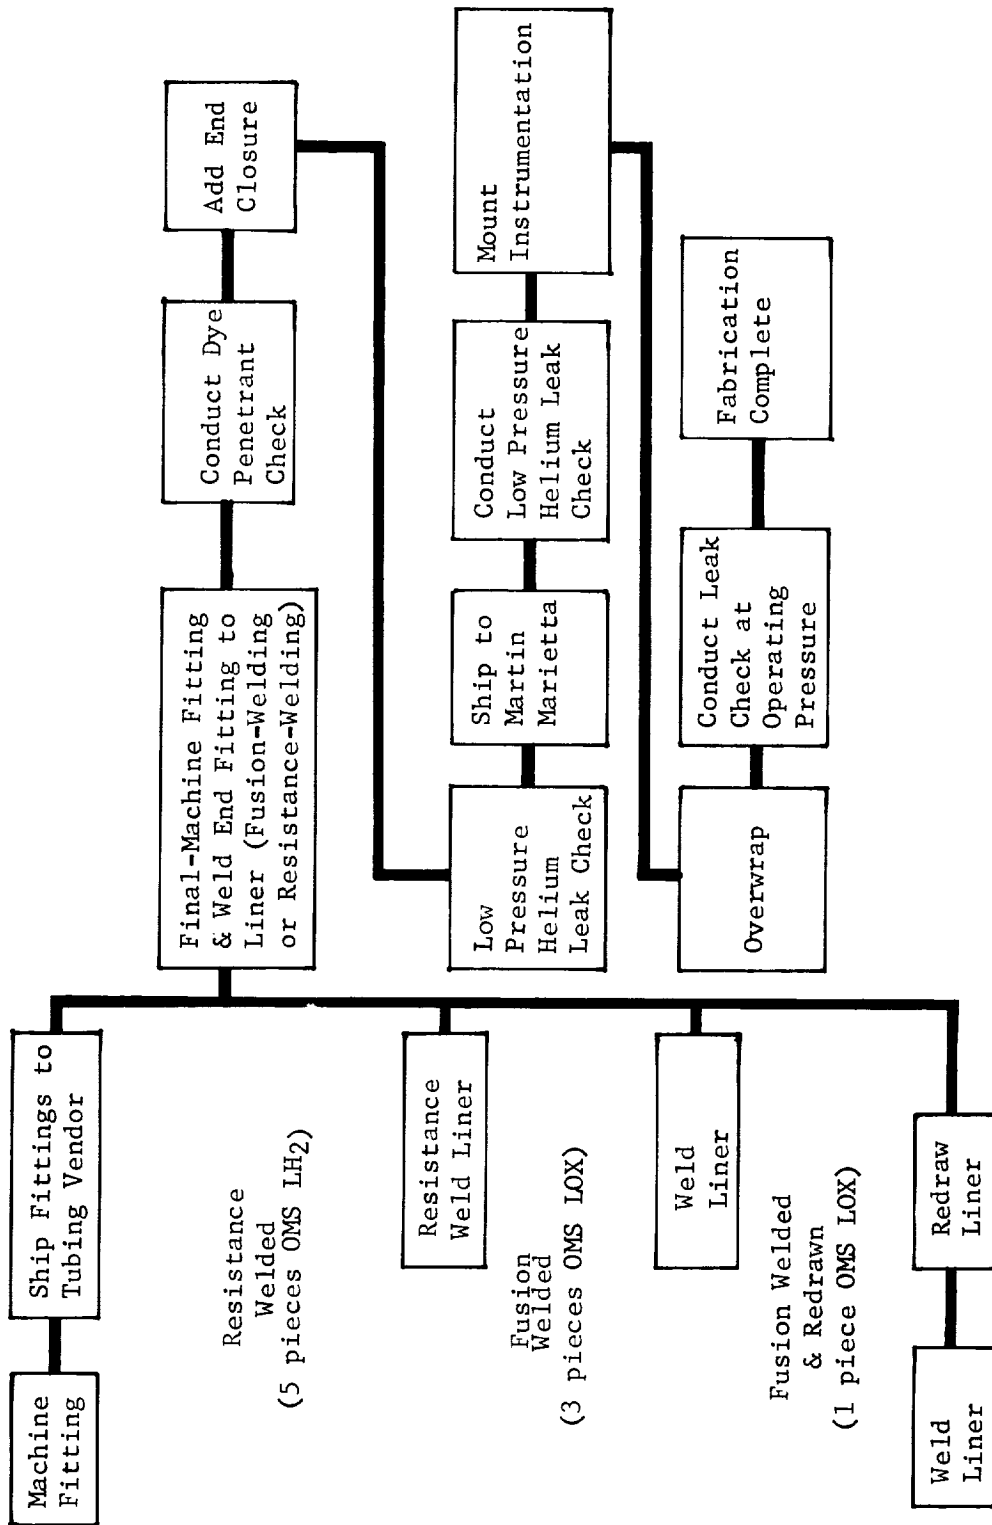 Machine
Fitting
Ship Fittings to
Tubing Vendor
Resistance
Welded
(5 pieces OMS LH2)
Resistance
Weld Liner
Fusion
Welded
(3 pieces OMS LOX)
Weld
Liner
Fusion Welded
& Redrawn
(1 piece OMS LOX)
Weld
Liner
Redraw
Liner
Final-Machine Fitting
& Weld End Fitting to
Liner (Fusion-Welding
or Resistance-Welding)
Conduct Dye
Penetrant
Check
Add End
Closure
Low
Pressure
Helium
Leak Check
Ship to
Martin
Marietta
Conduct
Low Pressure
Helium Leak
Check
Mount
Instrumentation
Overwrap
Conduct Leak
Check at
Operating
Pressure
Fabrication
Complete